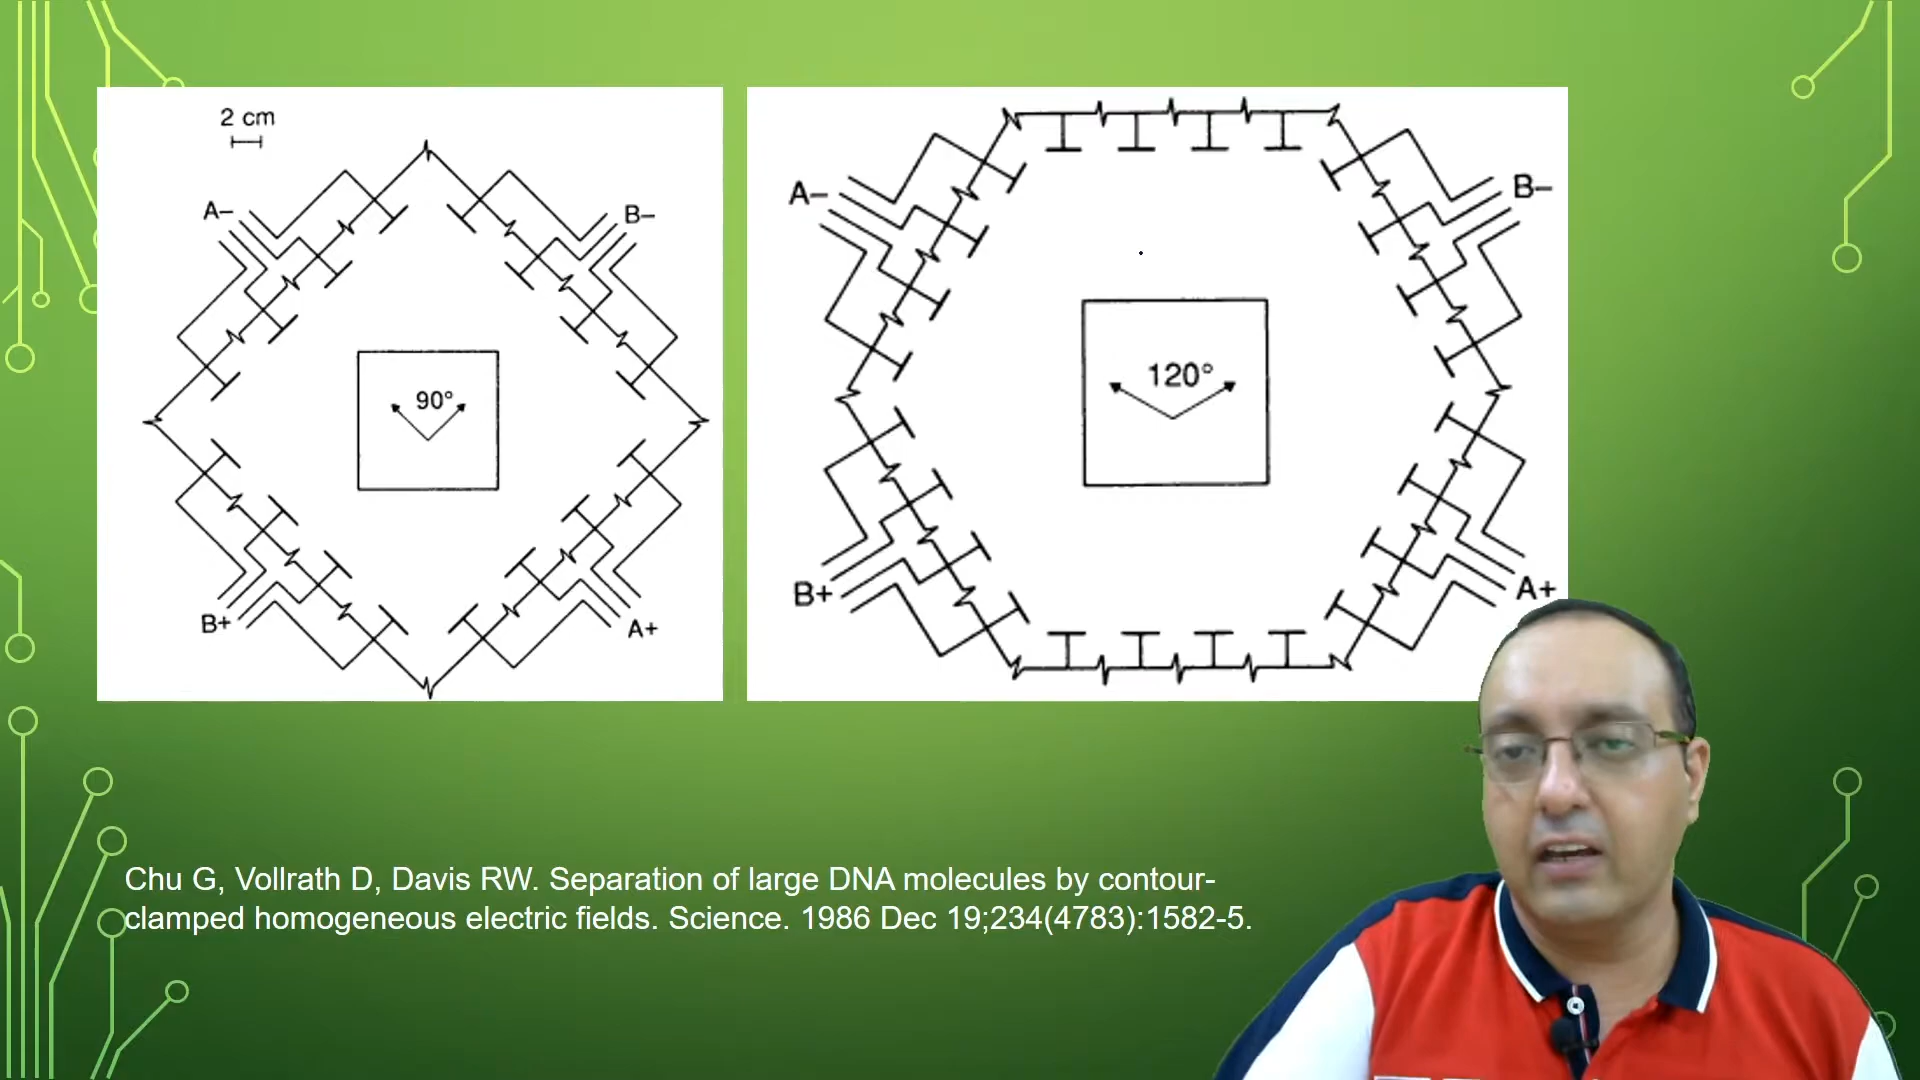 2 cm
A–
B–
90°
B+
A+
A–
B–
120°
B+
A+
Chu G, Vollrath D, Davis RW. Separation of large DNA molecules by contour-
clamped homogeneous electric fields. Science. 1986 Dec 19;234(4783):1582-5.